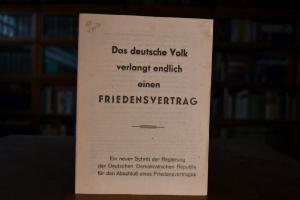 Das deutsche Volk
verlangt endlich
einen
FRIEDENSVERTRAG
Ein neuer Schritt der Regierung
der Deutschen Demokratischen Republik
für den Abschluß eines Friedensvertrages